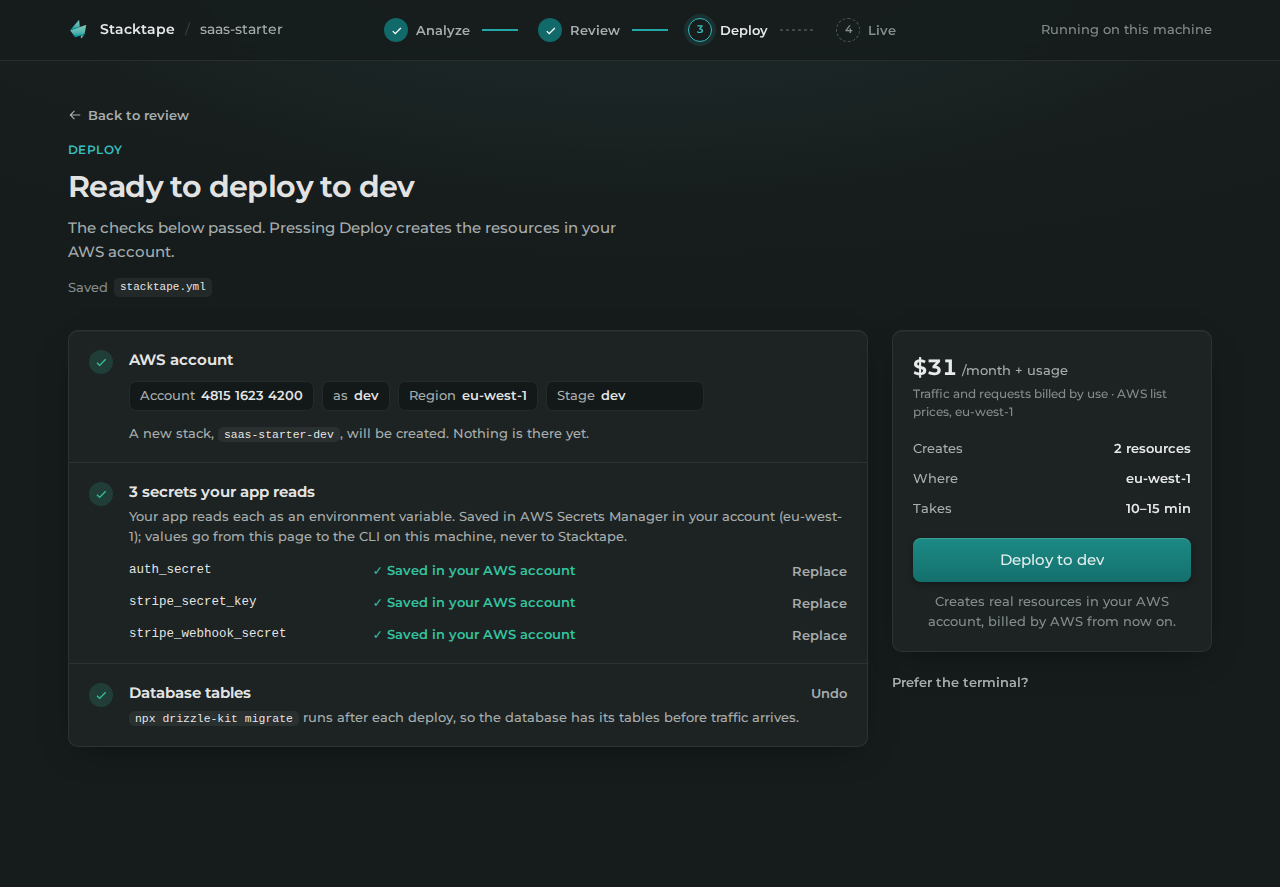 Stacktape / saas-starter
Analyze
Review
3 Deploy
4 Live
Running on this machine
← Back to review
DEPLOY
Ready to deploy to dev
The checks below passed. Pressing Deploy creates the resources in your
AWS account.
Saved stacktape.yml
AWS account
Account 4815 1623 4200
as dev
Region eu-west-1
Stage dev
A new stack, saas-starter-dev, will be created. Nothing is there yet.
3 secrets your app reads
Your app reads each as an environment variable. Saved in AWS Secrets Manager in your account (eu-west-
1); values go from this page to the CLI on this machine, never to Stacktape.
auth_secret ✓ Saved in your AWS account Replace
stripe_secret_key ✓ Saved in your AWS account Replace
stripe_webhook_secret ✓ Saved in your AWS account Replace
Database tables Undo
npx drizzle-kit migrate runs after each deploy, so the database has its tables before traffic arrives.
$31 /month + usage
Traffic and requests billed by use · AWS list
prices, eu-west-1
Creates 2 resources
Where eu-west-1
Takes 10–15 min
Deploy to dev
Creates real resources in your AWS
account, billed by AWS from now on.
Prefer the terminal?